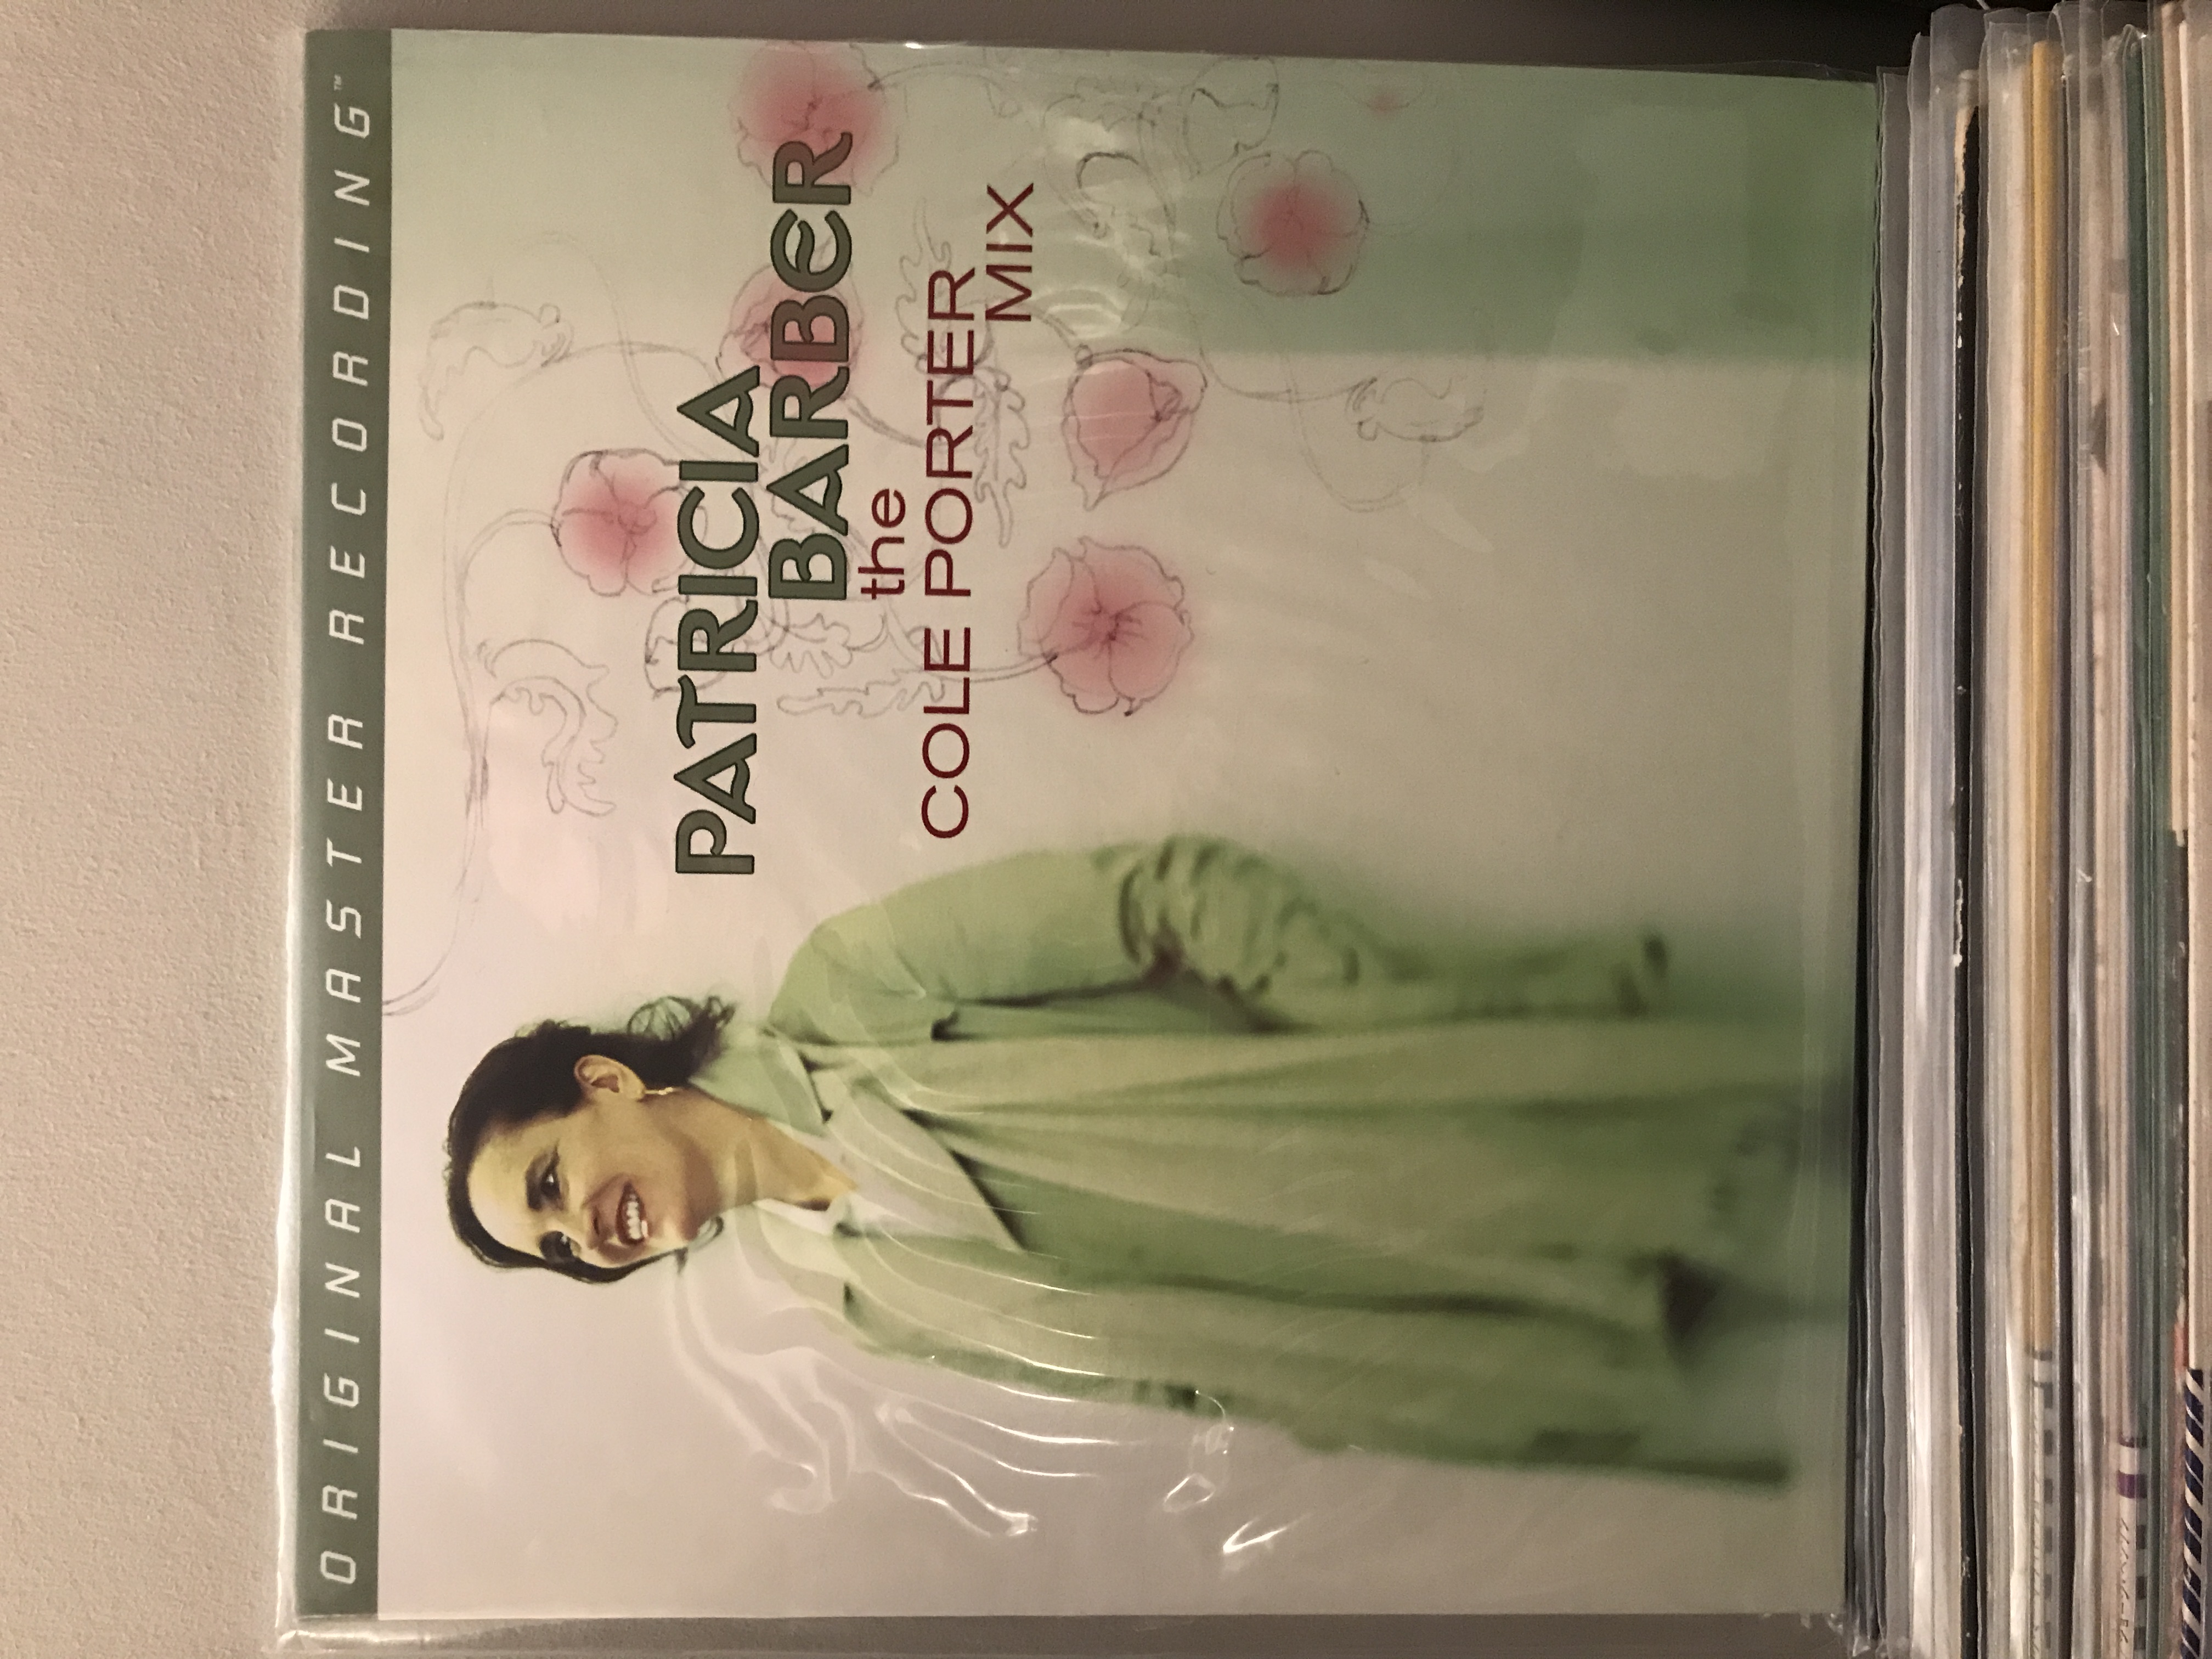 ORIGINAL MASTER RECORDING™
PATRICIA
BARBER
the
COLE PORTER
MIX